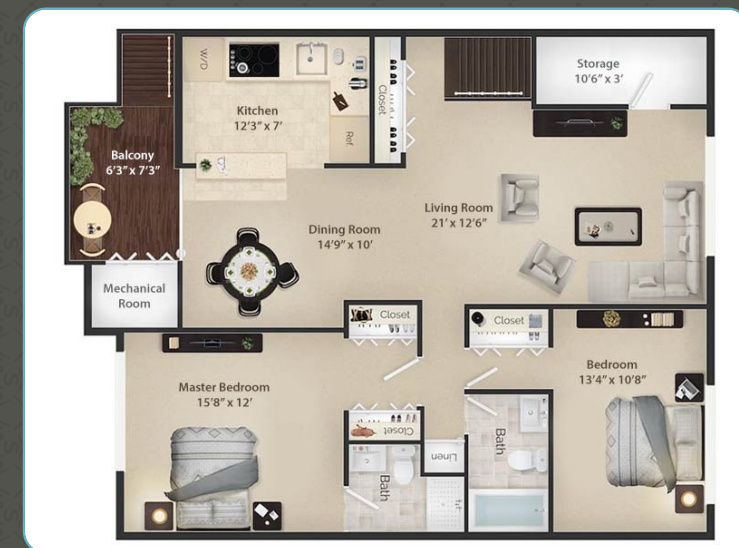 W/D
Kitchen
12'3" x 7'
Ref.
Closet
Storage
10'6" x 3'
Balcony
6'3" x 7'3"
Living Room
21' x 12'6"
Dining Room
14'9" x 10'
Mechanical
Room
Closet
Closet
Master Bedroom
15'8" x 12'
Bedroom
13'4" x 10'8"
Closet
Bath
Linen
Bath